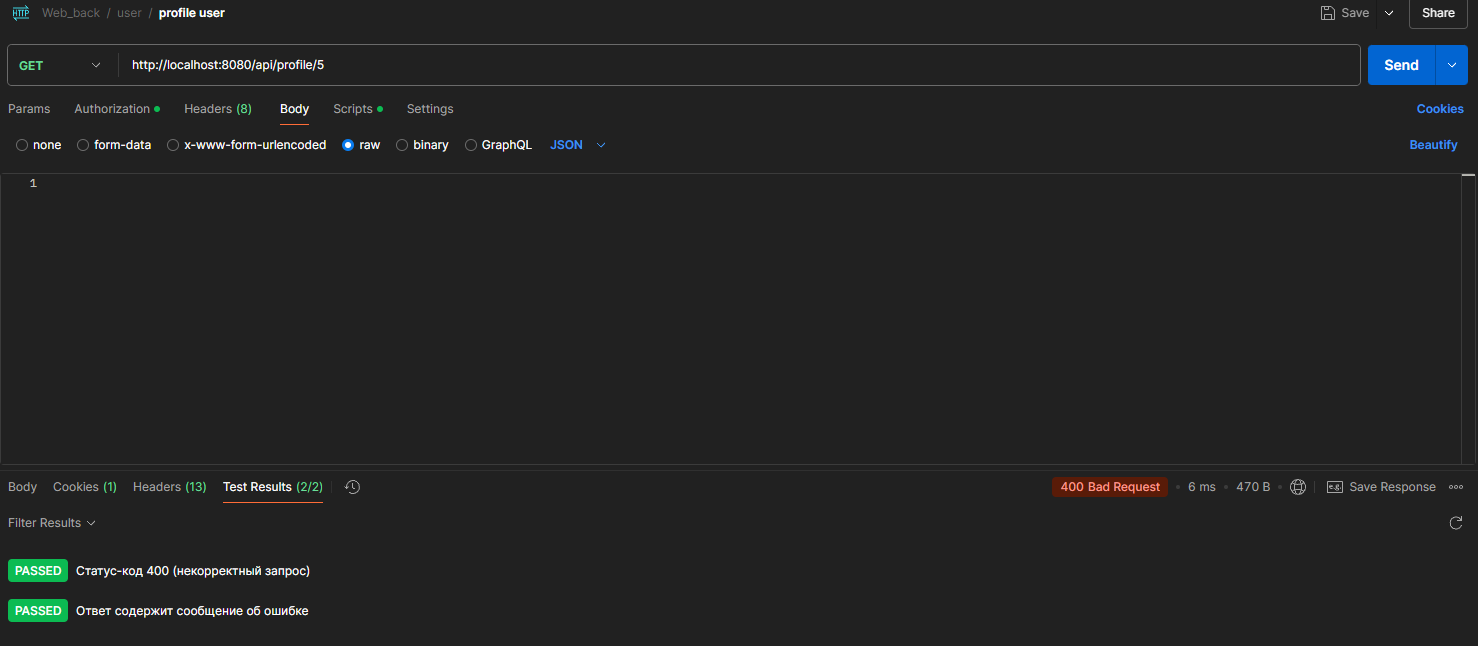 HTTP Web_back / user / profile user Save Share
GET http://localhost:8080/api/profile/5 Send
Params Authorization Headers (8) Body Scripts Settings Cookies
none form-data x-www-form-urlencoded raw binary GraphQL JSON Beautify
1
Body Cookies (1) Headers (13) Test Results (2/2) 400 Bad Request 6 ms 470 B e.g. Save Response
Filter Results
PASSED Статус-код 400 (некорректный запрос)
PASSED Ответ содержит сообщение об ошибке